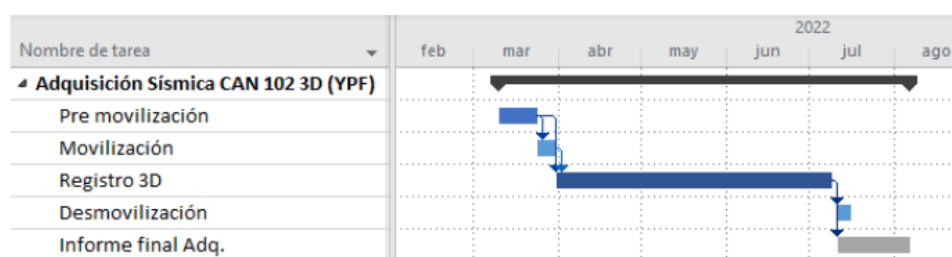 2022
Nombre de tarea feb mar abr may jun jul ago
Adquisición Sísmica CAN 102 3D (YPF)
Pre movilización
Movilización
Registro 3D
Desmovilización
Informe final Adq.